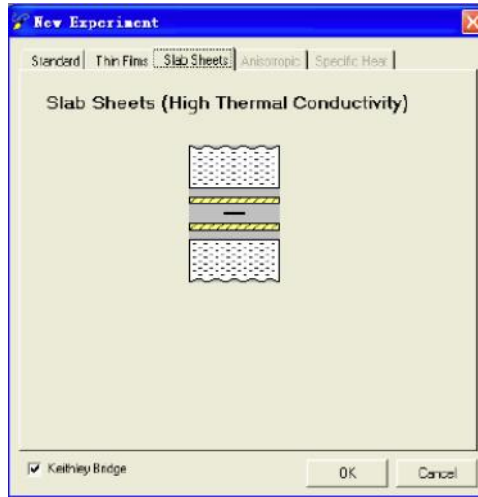 New Experiment
Standard Thin Films Slab Sheets Anisotropic Specific Heat
Slab Sheets (High Thermal Conductivity)
Keithley Bridge OK Cancel